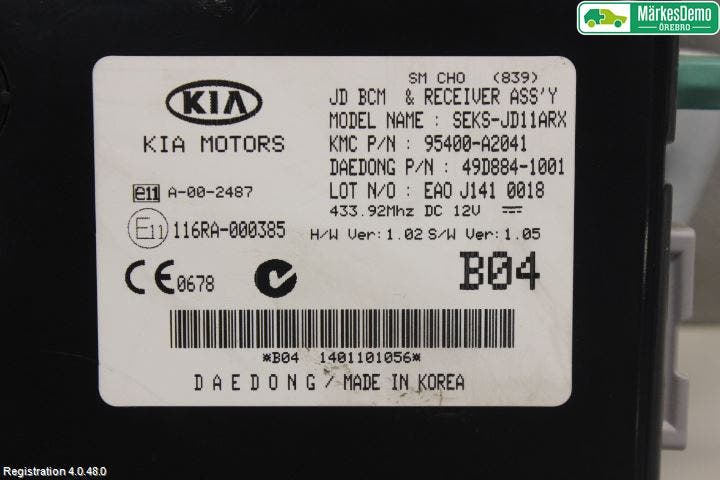 MärkesDemo
ÖREBRO
SM CHO (839)
KIA
JD BCM & RECEIVER ASS'Y
MODEL NAME : SEKS-JD11ARX
KIA MOTORS
KMC P/N : 95400-A2041
DAEDONG P/N : 49D884-1001
e11 A-00-2487
LOT N/O : EAO J141 0018
433.92Mhz DC 12V
E11 116RA-000385
H/W Ver: 1.02 S/W Ver: 1.05
CE 0678
B04
*B04 1401101056*
DAEDONG / MADE IN KOREA
Registration 4.0.48.0